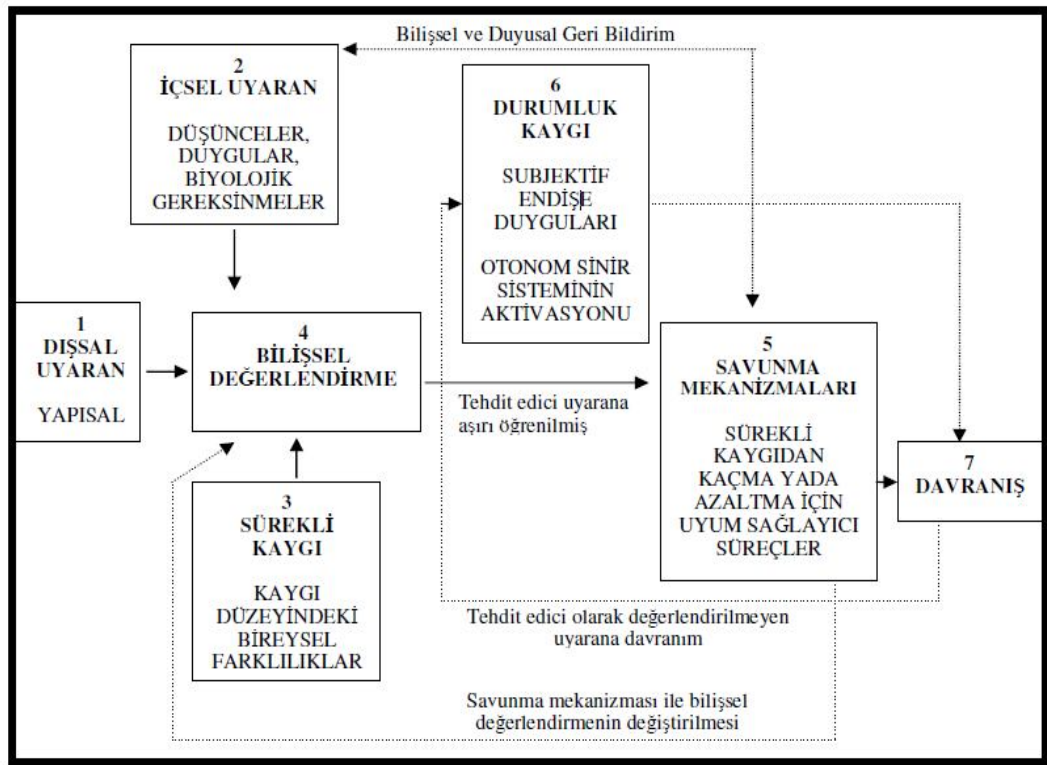 Bilişsel ve Duyusal Geri Bildirim
2
İÇSEL UYARAN
DÜŞÜNCELER,
DUYGULAR,
BİYOLOJİK
GEREKSİNMELER
6
DURUMLUK
KAYGI
SUBJEKTİF
ENDİŞE
DUYGULARI
OTONOM SİNİR
SİSTEMİNİN
AKTİVASYONU
1
DIŞSAL
UYARAN
YAPISAL
4
BİLİŞSEL
DEĞERLENDİRME
Tehdit edici uyarana
aşırı öğrenilmiş
5
SAVUNMA
MEKANİZMALARI
SÜREKLİ
KAYGIDAN
KAÇMA YADA
AZALTMA İÇİN
UYUM SAĞLAYICI
SÜREÇLER
7
DAVRANIŞ
3
SÜREKLİ
KAYGI
KAYGI
DÜZEYİNDEKİ
BİREYSEL
FARKLILIKLAR
Tehdit edici olarak değerlendirilmeyen
uyarana davranım
Savunma mekanizması ile bilişsel
değerlendirmenin değiştirilmesi